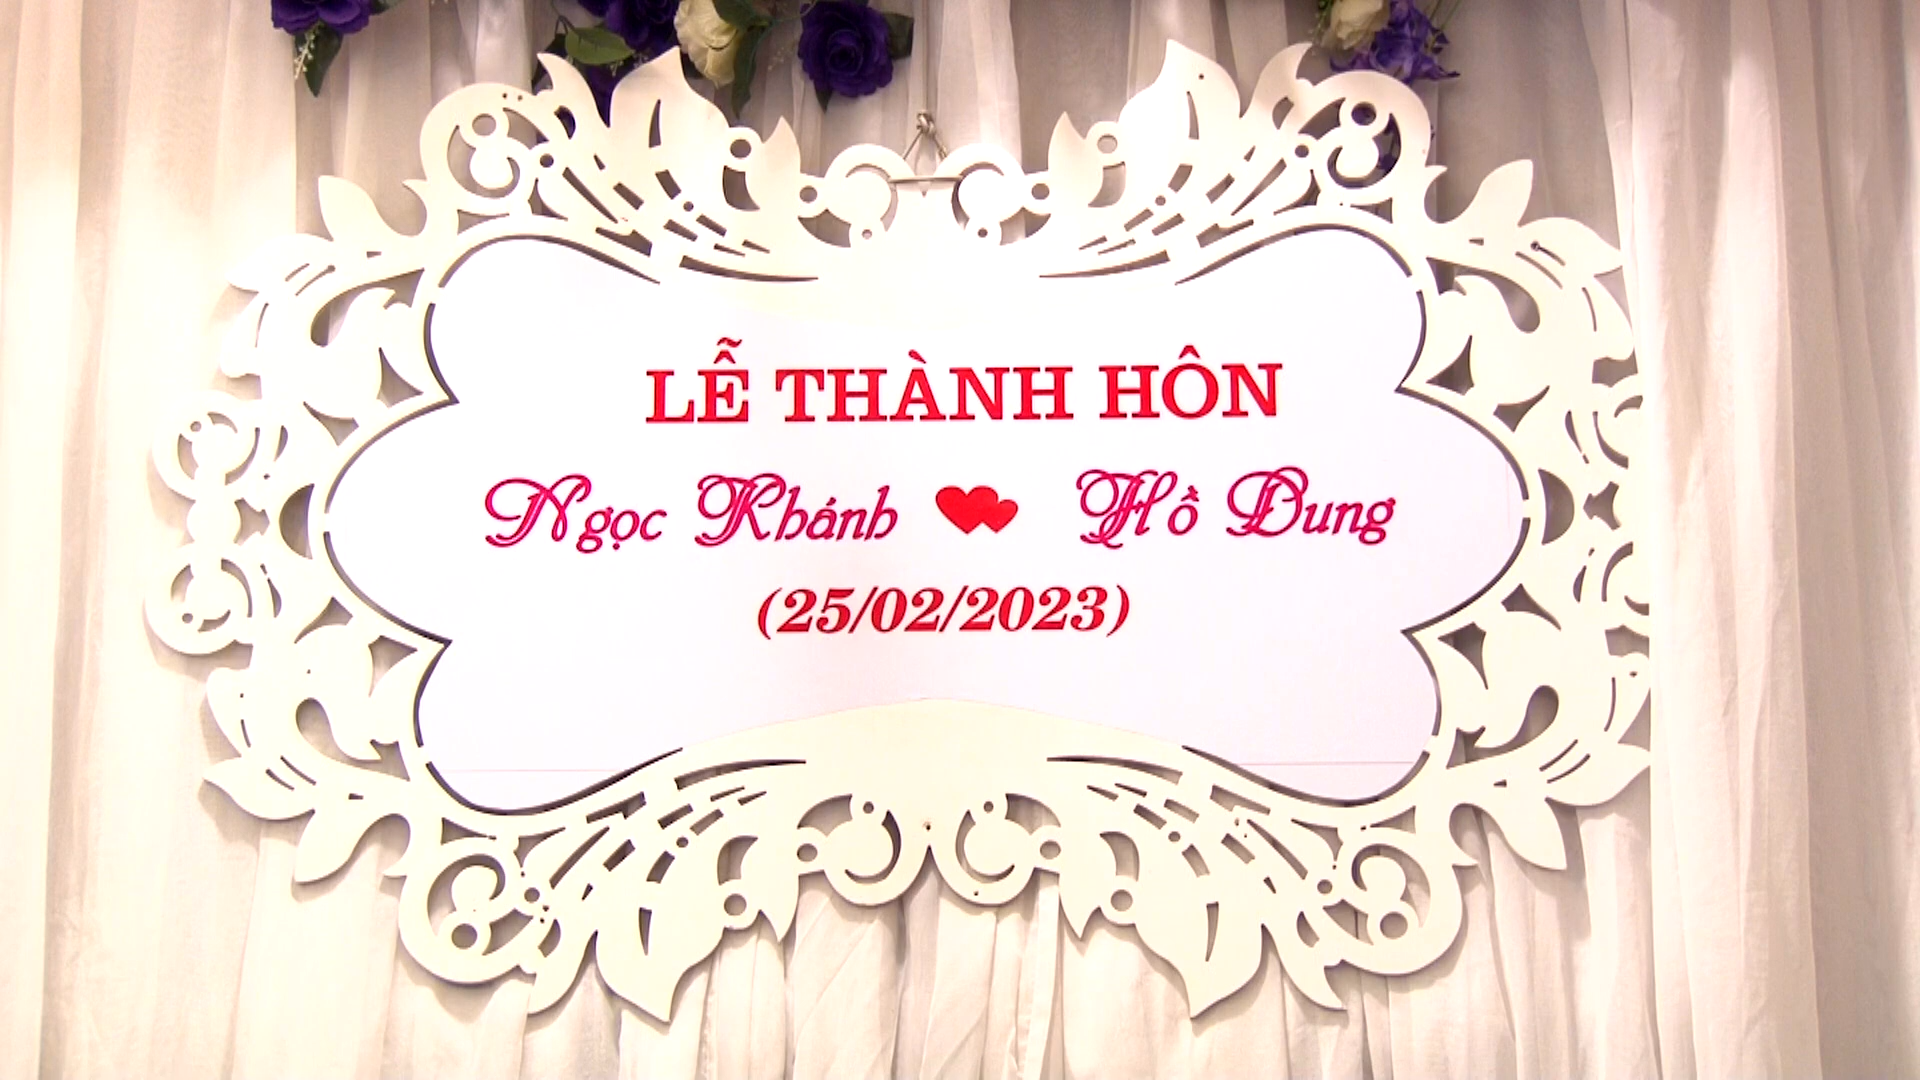 LỄ THÀNH HÔN
Ngọc Khánh Hồ Dung
(25/02/2023)